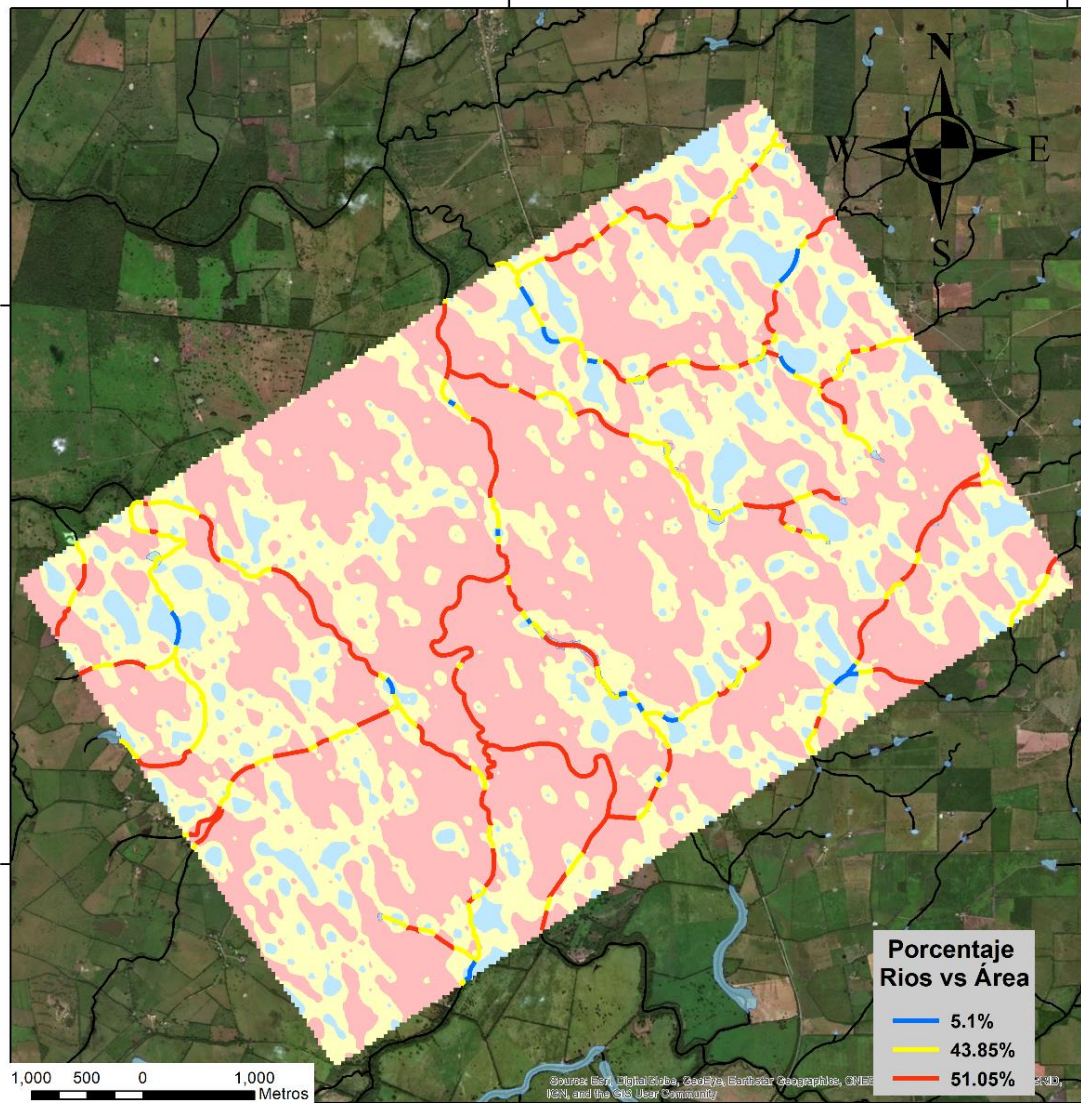 N
W E
S
Porcentaje
Rios vs Área
5.1%
43.85%
51.05%
1,000 500 0 1,000
Metros
Source: Esri, DigitalGlobe, GeoEye, Earthstar Geographics,
IGN, and the GIS User Community